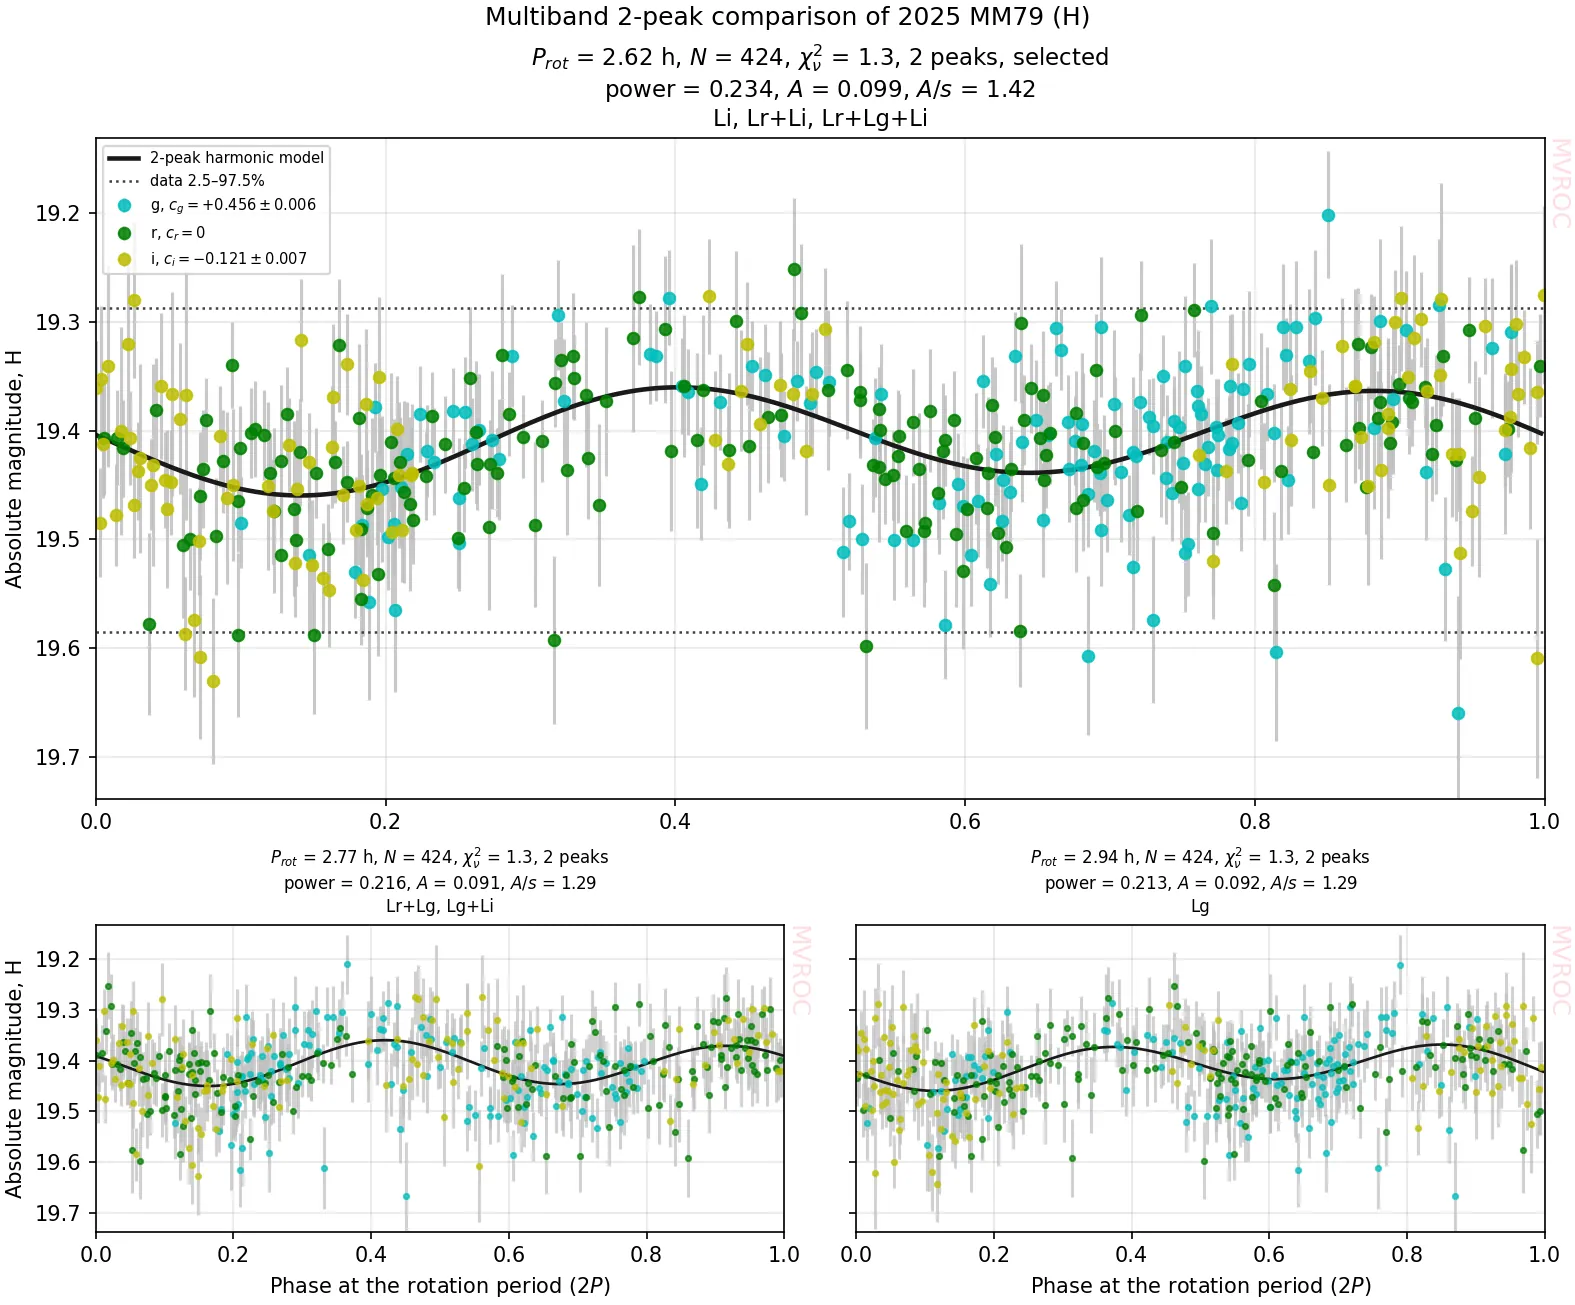 Multiband 2-peak comparison of 2025 MM79 (H)
P_rot = 2.62 h, N = 424, χ²_ν = 1.3, 2 peaks, selected
power = 0.234, A = 0.099, A/s = 1.42
Li, Lr+Li, Lr+Lg+Li
2-peak harmonic model
data 2.5–97.5%
g, c_g = +0.456 ± 0.006
r, c_r = 0
i, c_i = −0.121 ± 0.007
MVROC
Absolute magnitude, H
19.2
19.3
19.4
19.5
19.6
19.7
0.0 0.2 0.4 0.6 0.8 1.0
P_rot = 2.77 h, N = 424, χ²_ν = 1.3, 2 peaks
power = 0.216, A = 0.091, A/s = 1.29
Lr+Lg, Lg+Li
MVROC
Absolute magnitude, H
19.2
19.3
19.4
19.5
19.6
19.7
0.0 0.2 0.4 0.6 0.8 1.0
Phase at the rotation period (2P)
P_rot = 2.94 h, N = 424, χ²_ν = 1.3, 2 peaks
power = 0.213, A = 0.092, A/s = 1.29
Lg
MVROC
0.0 0.2 0.4 0.6 0.8 1.0
Phase at the rotation period (2P)